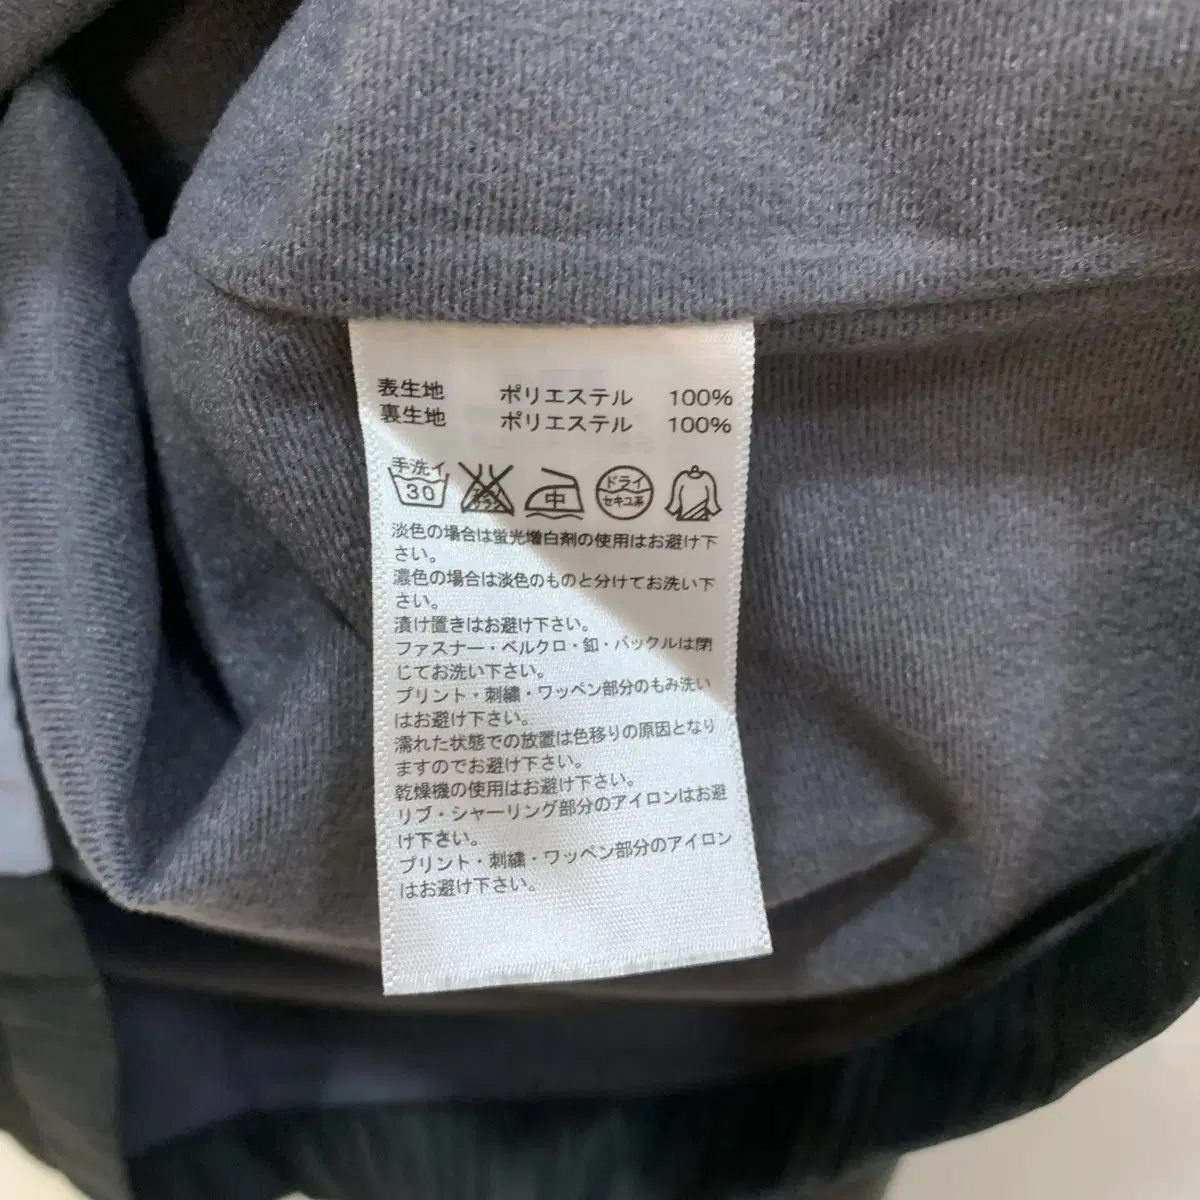 表生地 ポリエステル 100%
裏生地 ポリエステル 100%
手洗イ 30 中 ドライ セキユ系
淡色の場合は蛍光増白剤の使用はお避け下
さい。
濃色の場合は淡色のものと分けてお洗い下
さい。
漬け置きはお避け下さい。
ファスナー・ベルクロ・釦・バックルは閉
じてお洗い下さい。
プリント・刺繍・ワッペン部分のもみ洗い
はお避け下さい。
濡れた状態での放置は色移りの原因となり
ますのでお避け下さい。
乾燥機の使用はお避け下さい。
リブ・シャーリング部分のアイロンはお避
け下さい。
プリント・刺繍・ワッペン部分のアイロン
はお避け下さい。